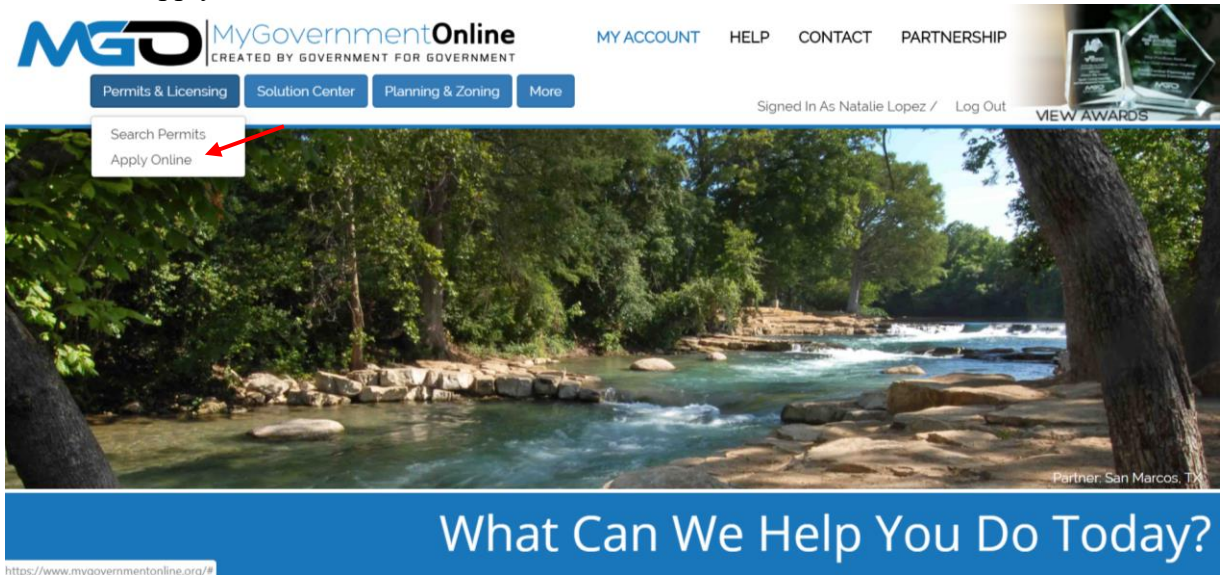 MGO MyGovernmentOnline
CREATED BY GOVERNMENT FOR GOVERNMENT
MY ACCOUNT HELP CONTACT PARTNERSHIP
Permits & Licensing Solution Center Planning & Zoning More
Signed In As Natalie Lopez / Log Out
VIEW AWARDS
Search Permits
Apply Online
Partner: San Marcos, TX
What Can We Help You Do Today?
https://www.mygovernmentonline.org/#